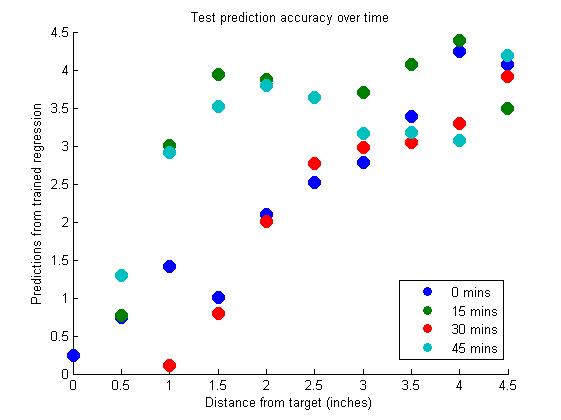 Test prediction accuracy over time
Predictions from trained regression
4.5
4
3.5
3
2.5
2
1.5
1
0.5
0
0 0.5 1 1.5 2 2.5 3 3.5 4 4.5
Distance from target (inches)
0 mins
15 mins
30 mins
45 mins